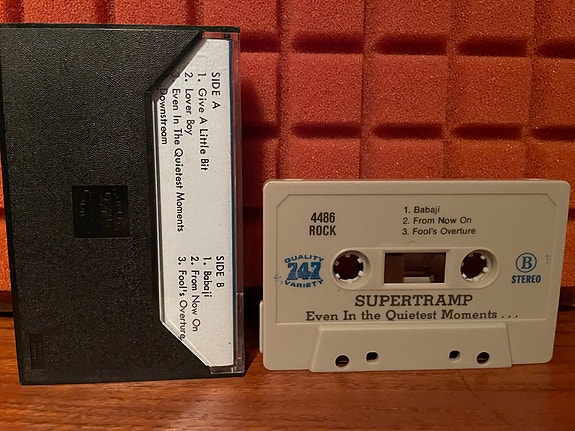 SIDE A
1. Give A Little Bit
2. Lover Boy
3. Even In The Quietest Moments
Downstream
SIDE B
1. Babaji
2. From Now On
3. Fool's Overture
4486
ROCK
1. Babaji
2. From Now On
3. Fool's Overture
QUALITY
747
VARIETY
B
STEREO
SUPERTRAMP
Even In the Quietest Moments . . .